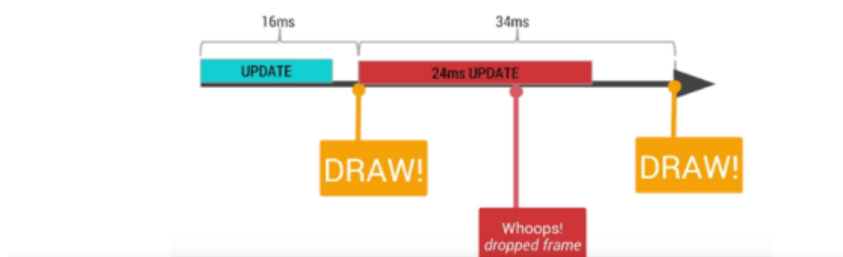 16ms
34ms
UPDATE
24ms UPDATE
DRAW!
DRAW!
Whoops!
dropped frame